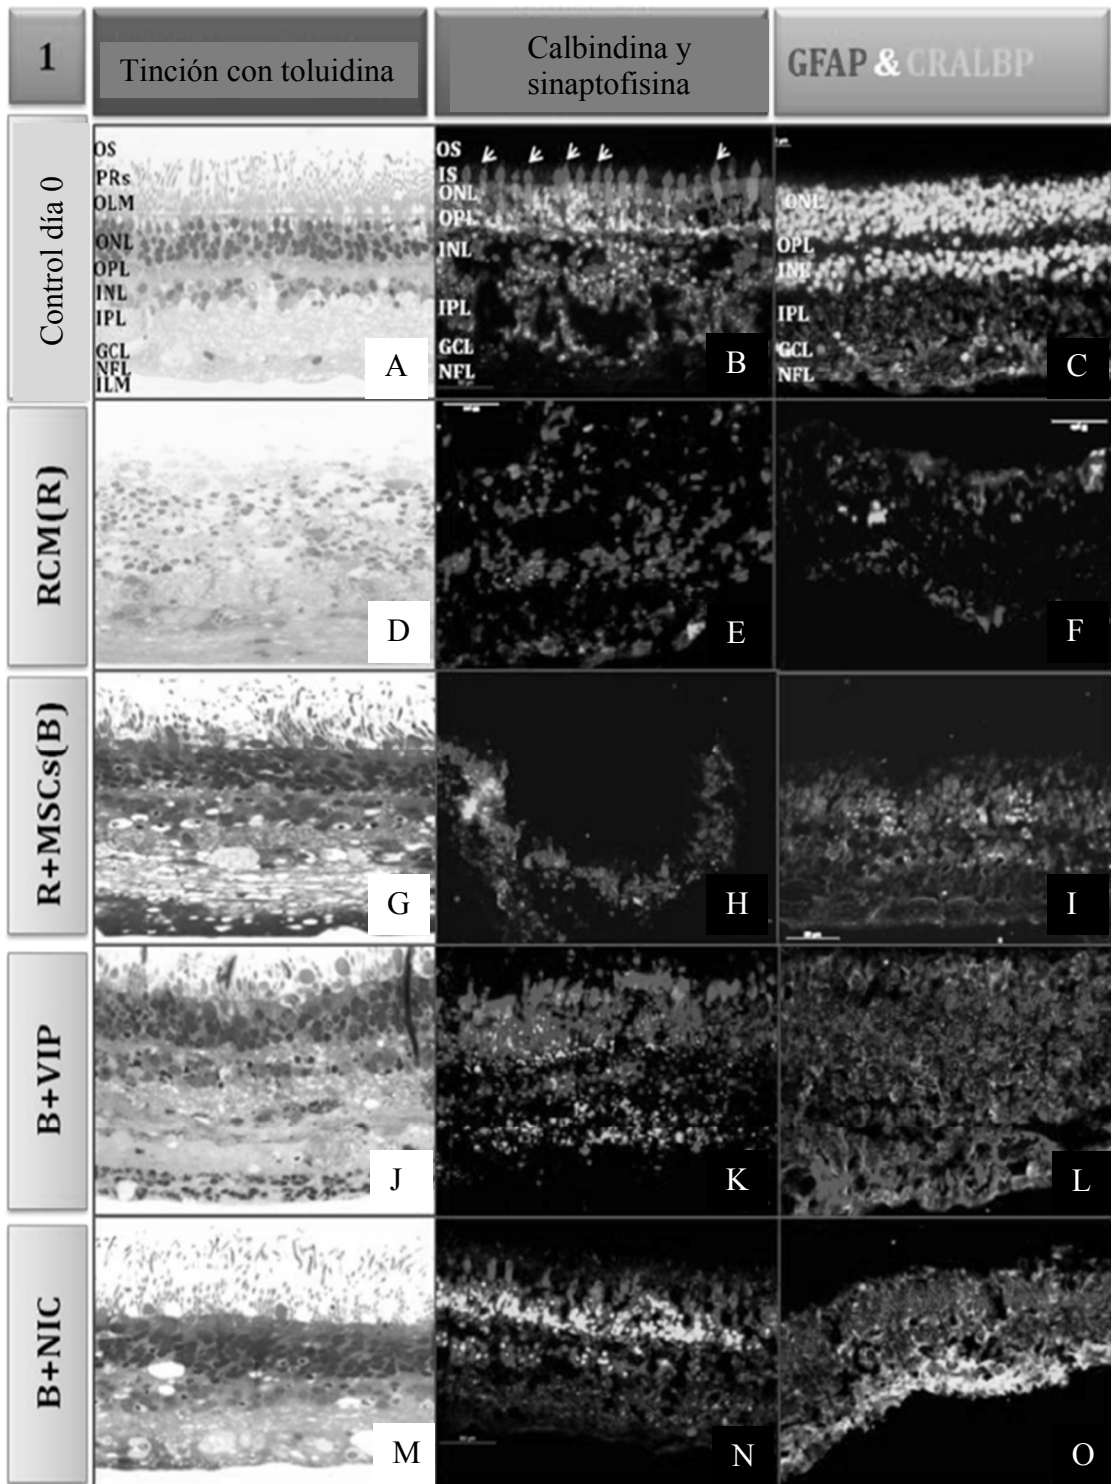 1
Tinción con toluidina
Calbindina y
sinaptofisina
GFAP & CRALBP
Control día 0
OS
PRs
OLM
ONL
OPL
INL
IPL
GCL
NFL
ILM
A
OS
IS
ONL
OPL
INL
IPL
GCL
NFL
B
ONL
OPL
INL
IPL
GCL
NFL
C
RCM(R)
D
E
F
R+MSCs(B)
G
H
I
B+VIP
J
K
L
B+NIC
M
N
O